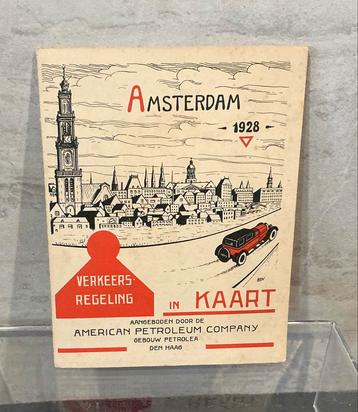 AMSTERDAM
- 1928 -
VERKEERS-
REGELING
IN KAART
AANGEBODEN DOOR DE
AMERICAN PETROLEUM COMPANY
GEBOUW PETROLEA
DEN HAAG